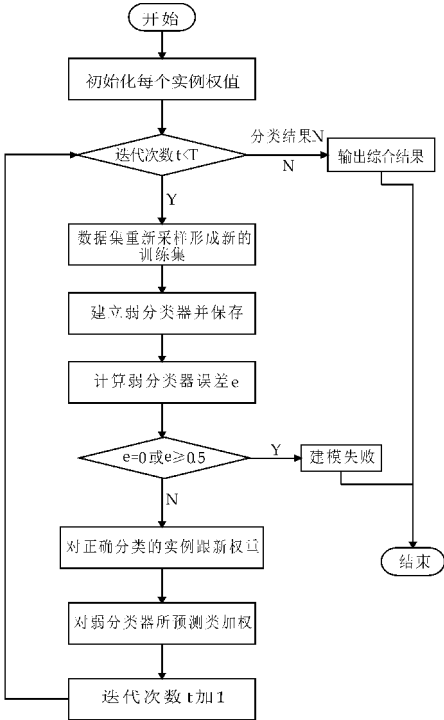 开始
初始化每个实例权值
迭代次数 t<T
分类结果N
N
输出综合结果
Y
数据集重新采样形成新的
训练集
建立弱分类器并保存
计算弱分类器误差e
e=0或e≥0.5
Y
建模失败
N
对正确分类的实例跟新权重
结束
对弱分类器所预测类加权
迭代次数 t加1